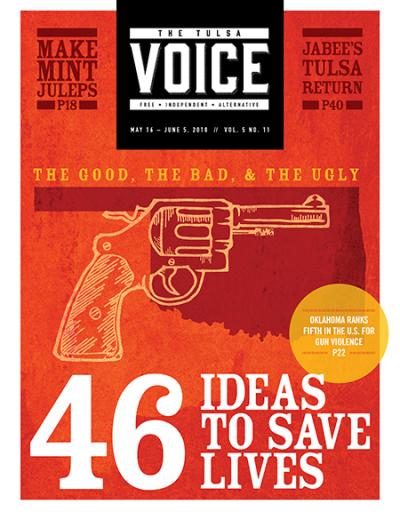 MAKE
MINT
JULEPS
P18
THE TULSA
VOICE
FREE • INDEPENDENT • ALTERNATIVE
MAY 16 – JUNE 5, 2018 // VOL. 5 NO. 11
JABEE'S
TULSA
RETURN
P40
THE GOOD, THE BAD, & THE UGLY
OKLAHOMA RANKS
FIFTH IN THE U.S. FOR
GUN VIOLENCE
P22
46 IDEAS
TO SAVE
LIVES